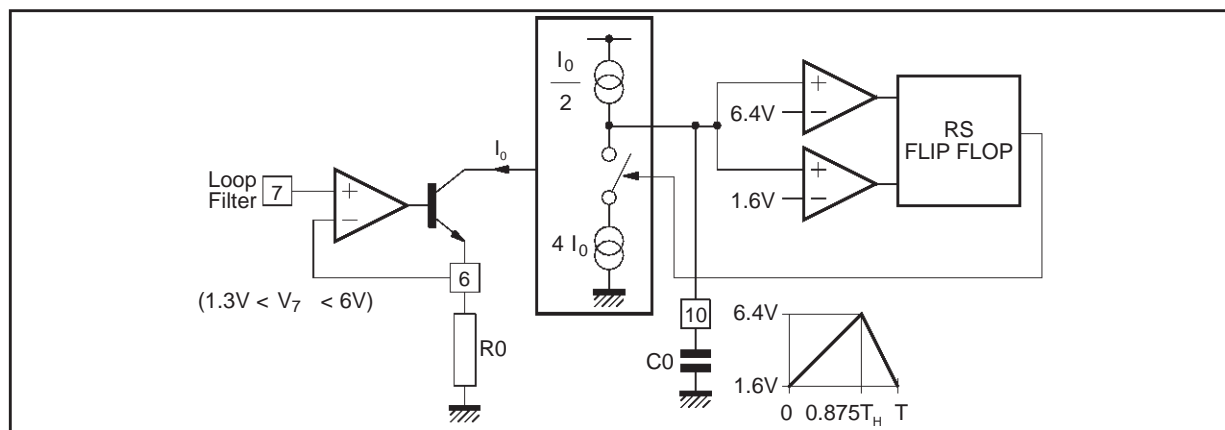 I0
2
6.4V
1.6V
RS
FLIP FLOP
I0
Loop
Filter
7
4 I0
6
(1.3V < V7 < 6V)
R0
10
C0
6.4V
1.6V
0 0.875TH T
+
−
+
−
+
−